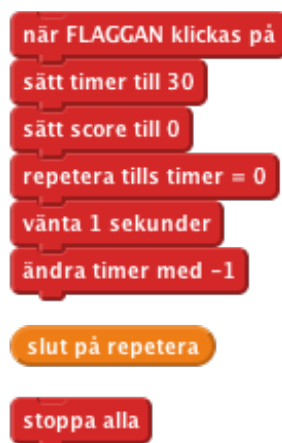 när FLAGGAN klickas på
sätt timer till 30
sätt score till 0
repetera tills timer = 0
vänta 1 sekunder
ändra timer med -1
slut på repetera
stoppa alla